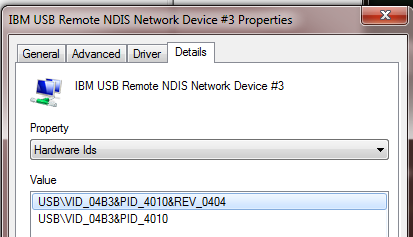 IBM USB Remote NDIS Network Device #3 Properties
General Advanced Driver Details
IBM USB Remote NDIS Network Device #3
Property
Hardware Ids
Value
USB\VID_04B3&PID_4010&REV_0404
USB\VID_04B3&PID_4010